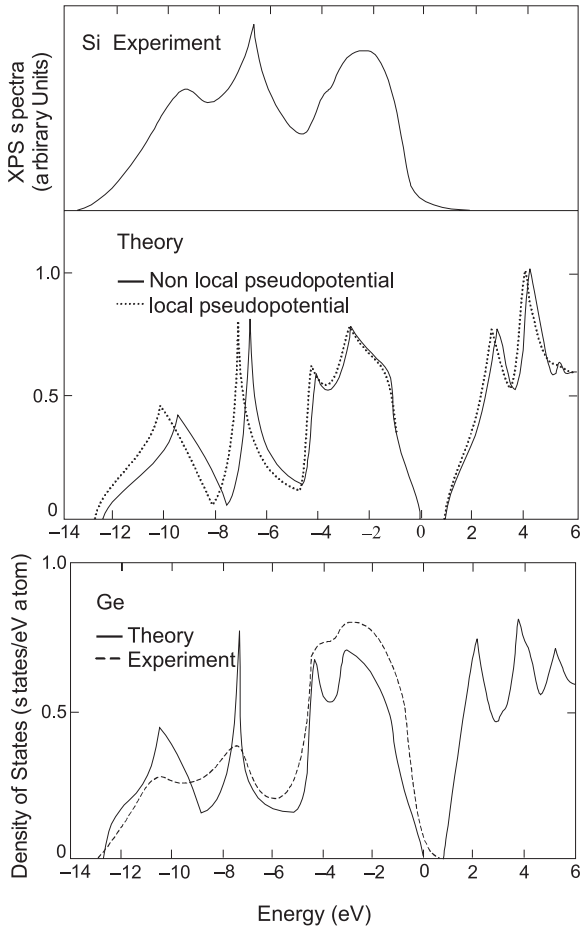 XPS spectra
(arbirary Units)
Si Experiment
Theory
1.0
Non local pseudopotential
local pseudopotential
0.5
0
−14 −12 −10 −8 −6 −4 −2 0 2 4 6
Density of States (states/eV atom)
1.0
Ge
Theory
Experiment
0.5
0
−14 −12 −10 −8 −6 −4 −2 0 2 4 6
Energy (eV)